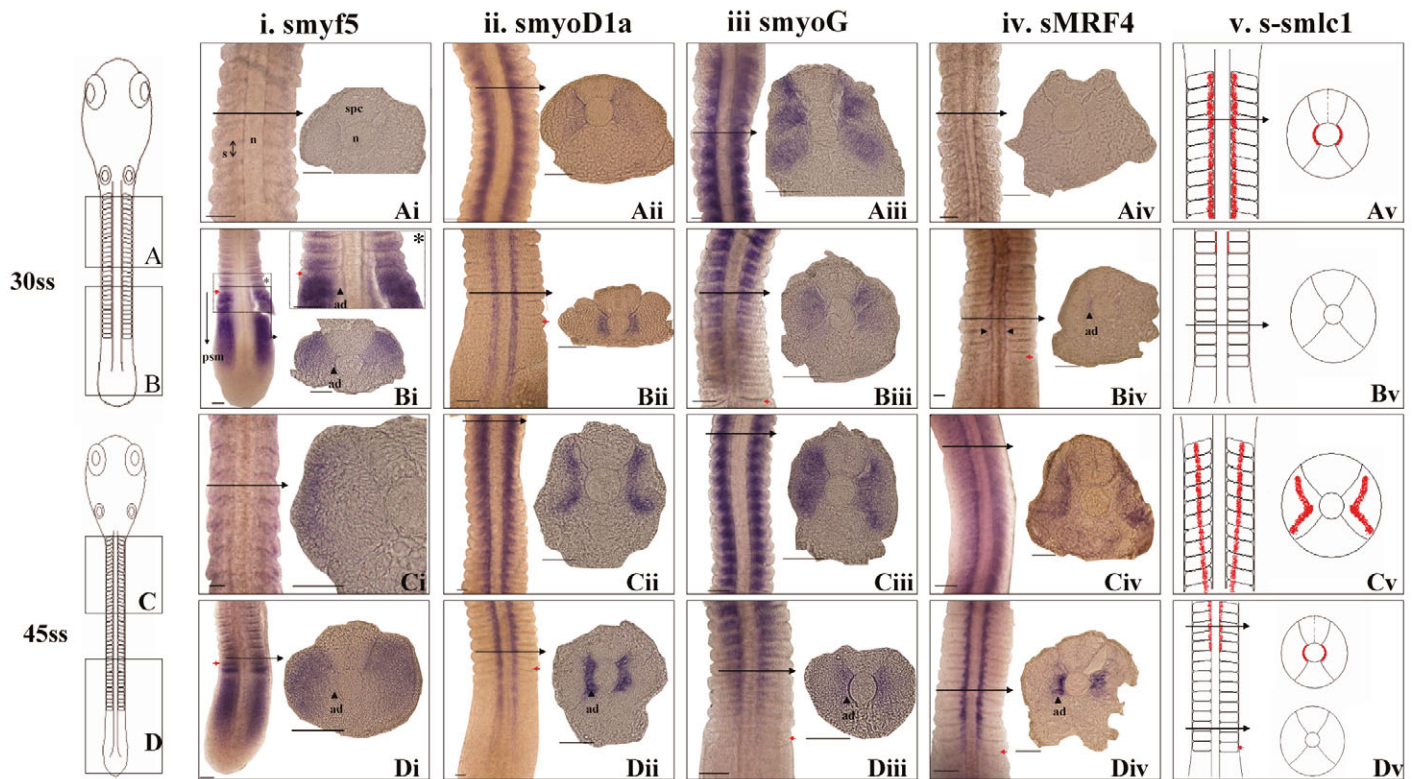 i. smyf5 ii. smyoD1a iii smyoG iv. sMRF4 v. s-smlc1
30ss
A
B
spc
n
n
s
Ai
Aii
Aiii
Aiv
Av
*
*
psm
ad
ad
Bi
Bii
Biii
ad
Biv
Bv
45ss
C
D
Ci
Cii
Ciii
Civ
Cv
ad
Di
ad
Dii
ad
Diii
ad
Div
Dv